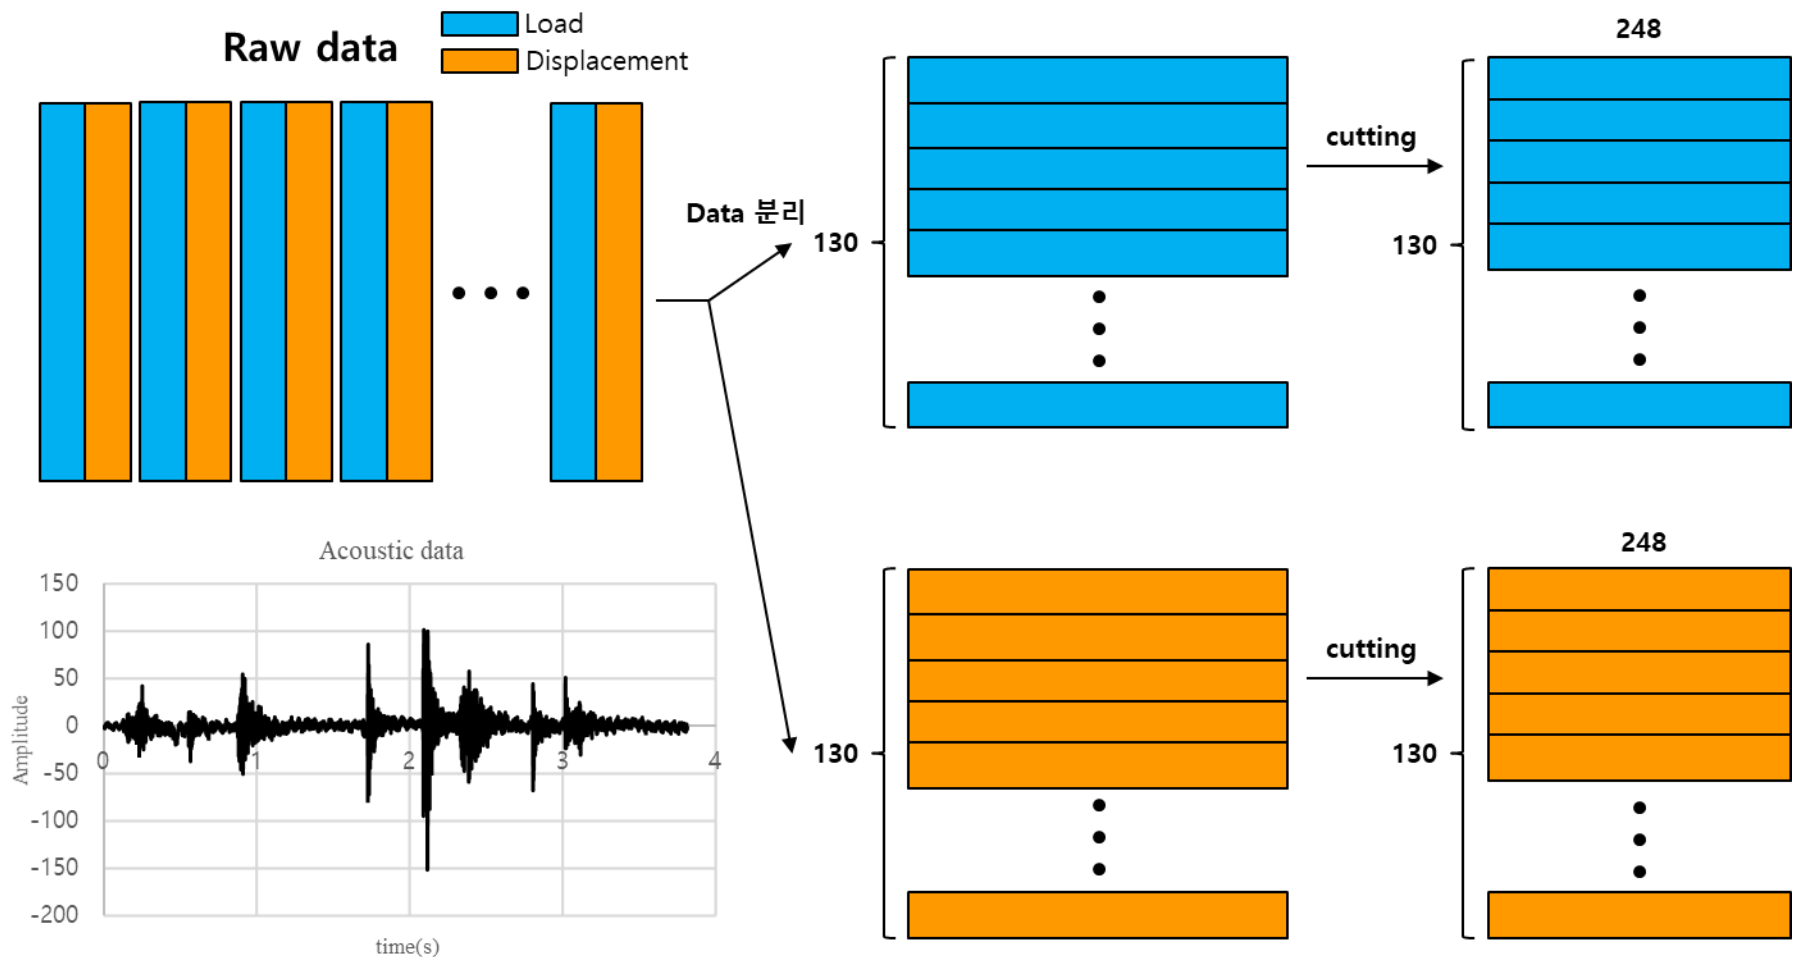 Raw data
Load
Displacement
Data 분리
130
cutting
248
130
Acoustic data
150
100
50
0
-50
-100
-150
-200
0
1
2
3
4
Amplitude
time(s)
130
cutting
248
130